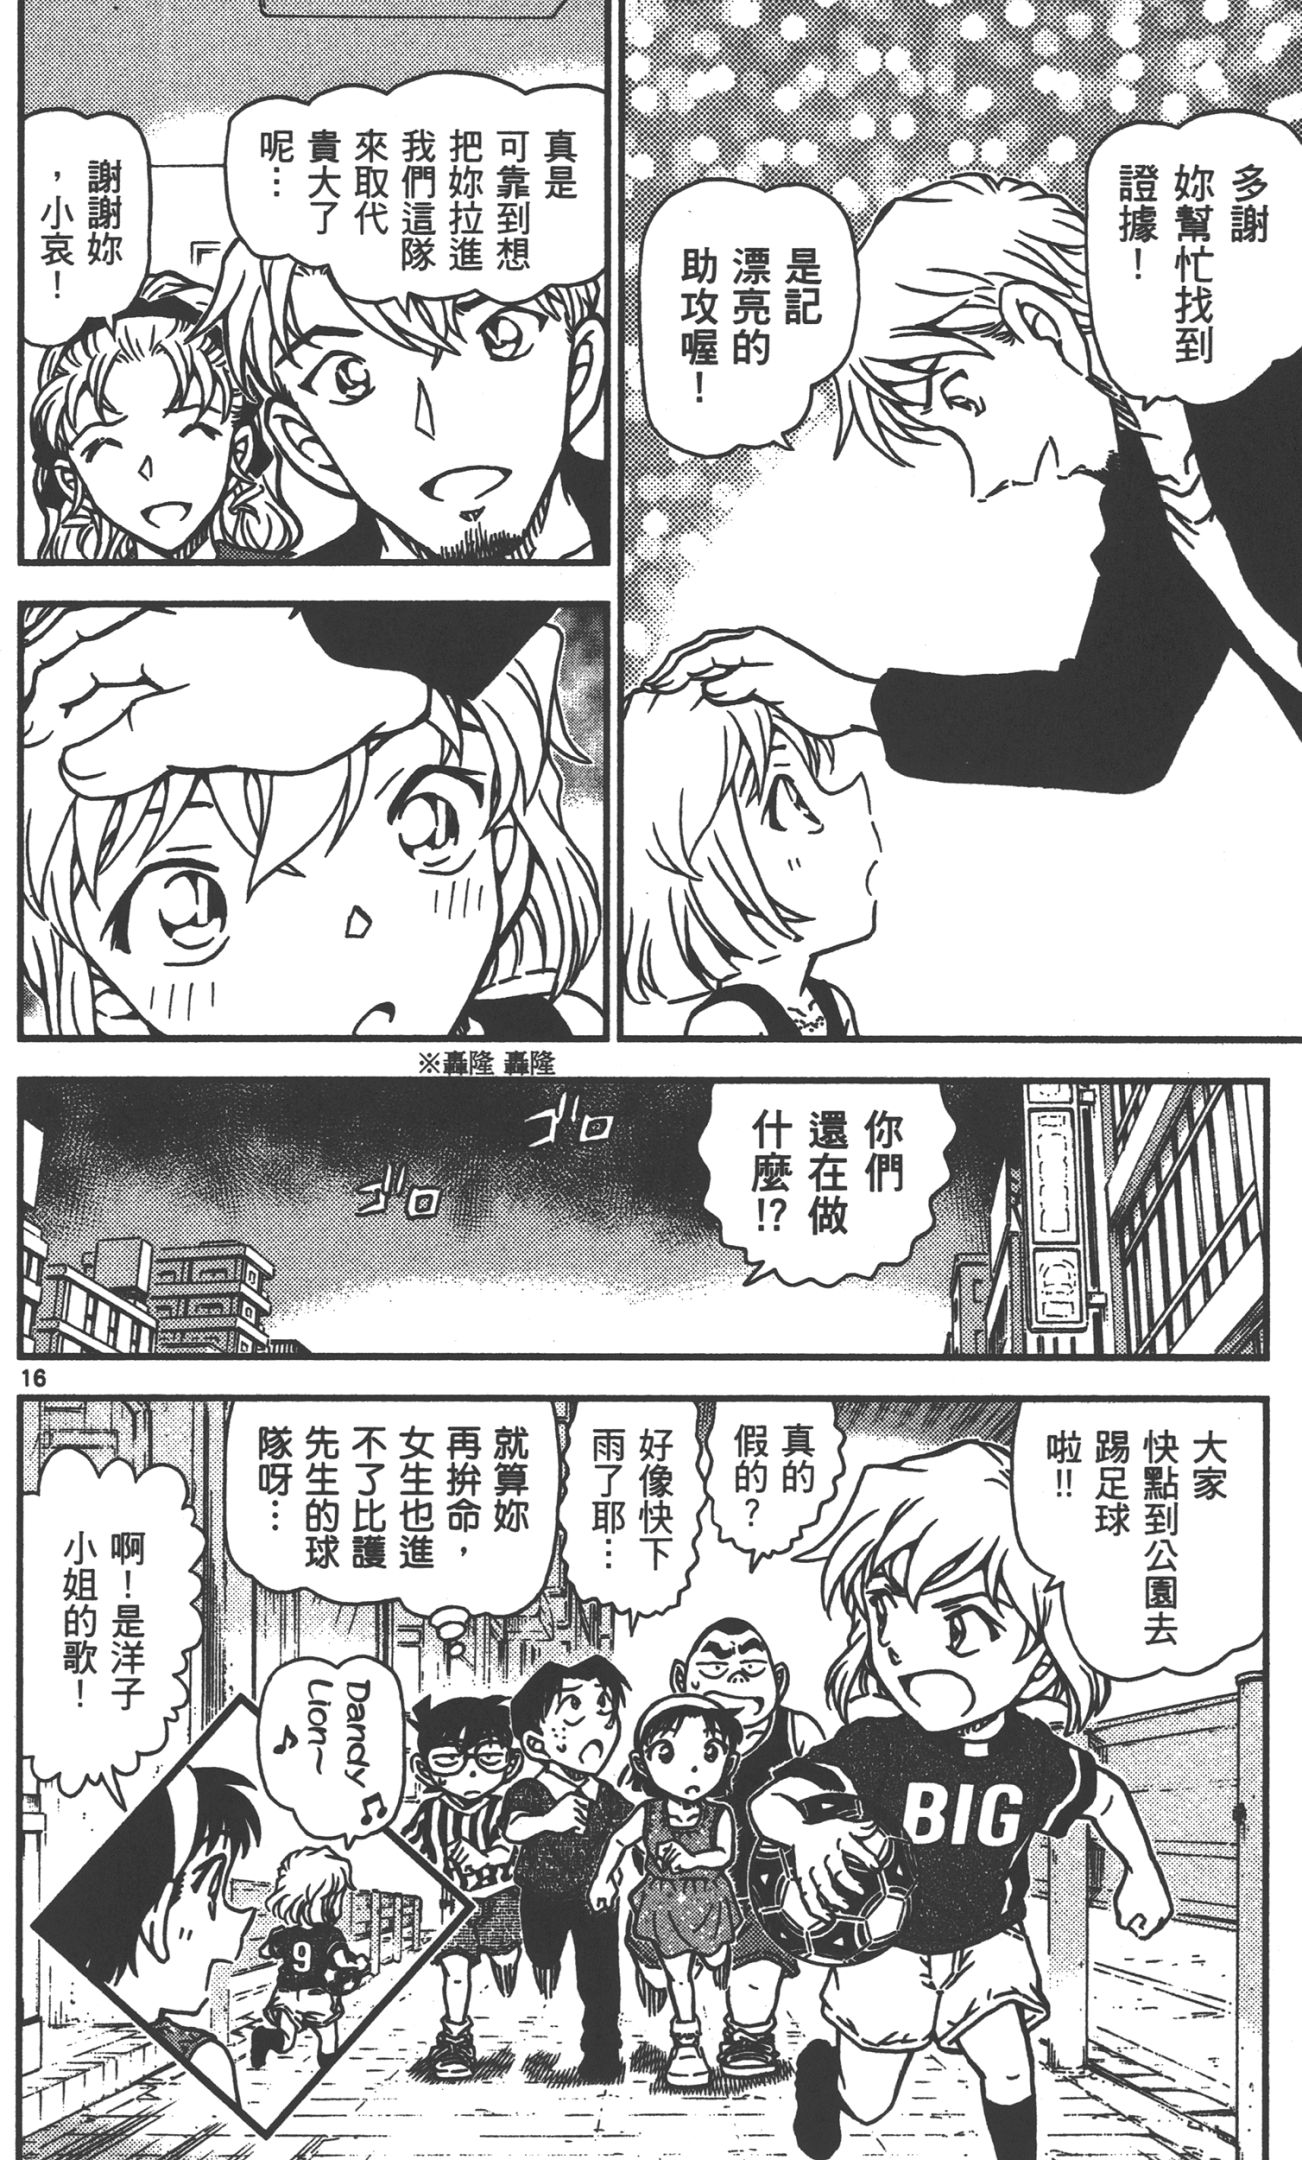 多謝
妳幫忙找到
證據！
是記
漂亮的
助攻喔！
真是
可靠到想
把妳拉進
我們這隊
來取代
貴大了
呢…
謝謝妳
，小哀！
※轟隆 轟隆
你們
還在做
什麼!?
ゴロ
ゴロ
16
大家
快點到公園去
踢足球
啦!!
真的
假的？
好像快下
雨了耶…
就算妳
再拚命，
女生也進
不了比護
先生的球
隊呀…
BIG
Dandy
Lion～
啊！是洋子
小姐的歌！
9